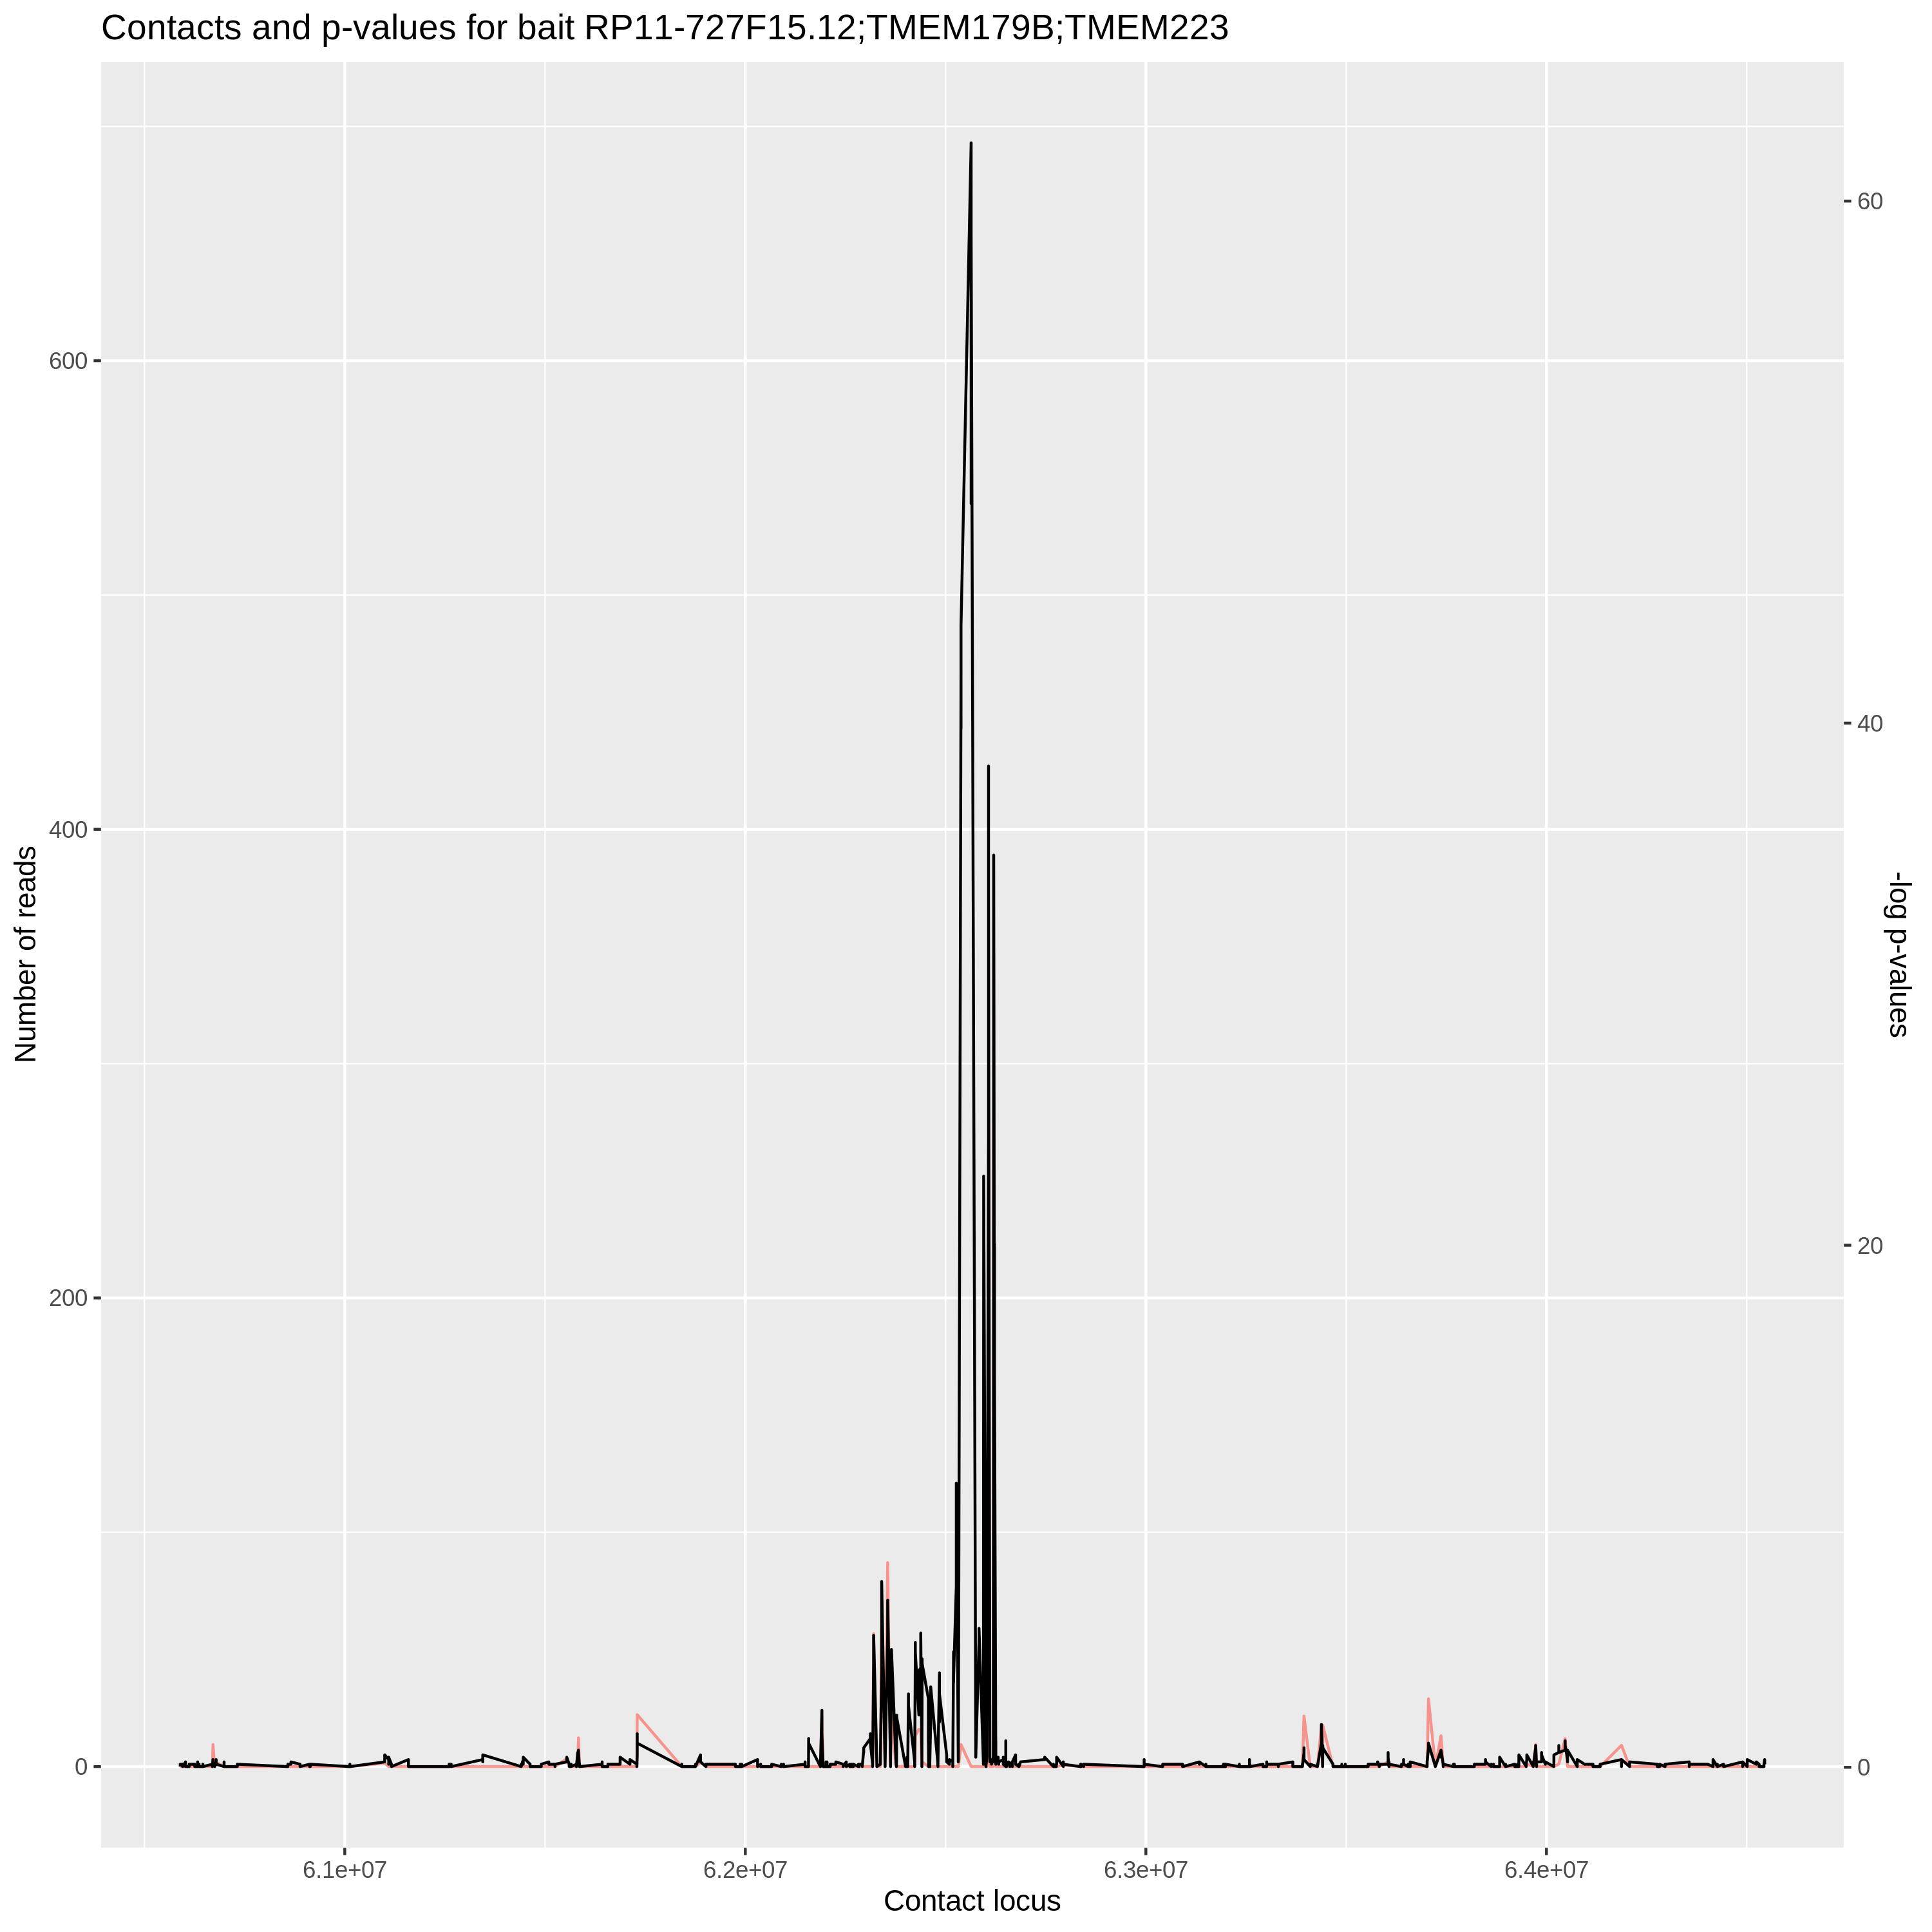 Contacts and p-values for bait RP11-727F15.12;TMEM179B;TMEM223
Number of reads
600
400
200
0
60
40
20
0
-log p-values
6.1e+07 6.2e+07 6.3e+07 6.4e+07
Contact locus